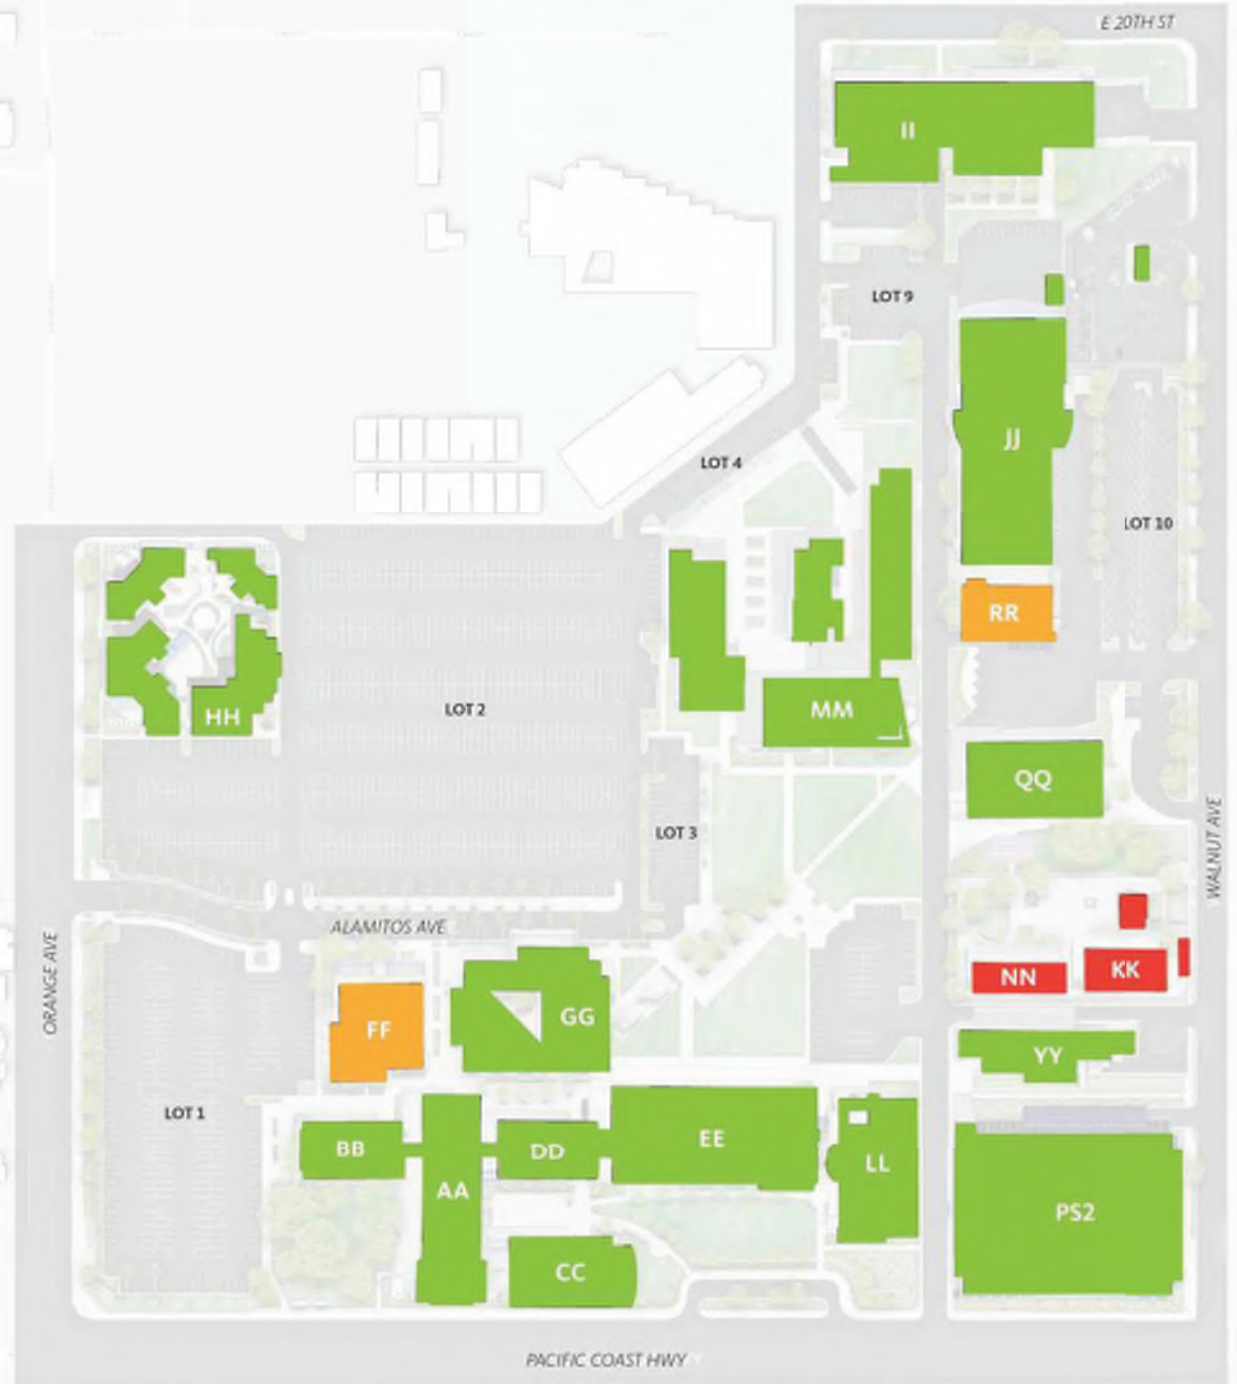 E 20TH ST
II
LOT 9
JJ
LOT 4
LOT 10
RR
LOT 2
HH
MM
QQ
LOT 3
WALNUT AVE
ALAMITOS AVE
ORANGE AVE
NN
KK
FF
GG
YY
LOT 1
BB
DD
EE
LL
AA
PS2
CC
PACIFIC COAST HWY